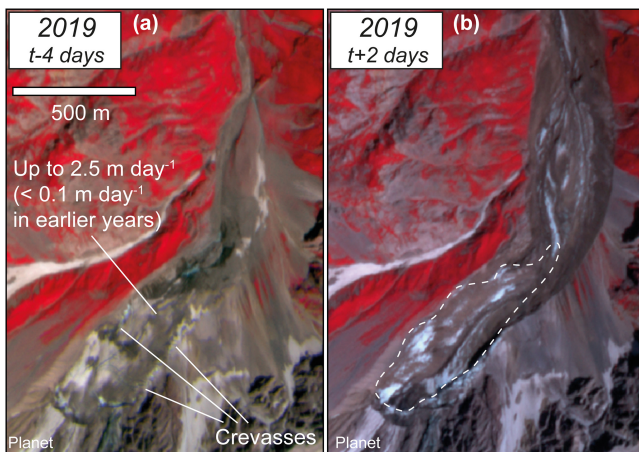 2019
t-4 days
(a)
500 m
Up to 2.5 m day⁻¹
(< 0.1 m day⁻¹
in earlier years)
Crevasses
Planet
2019
t+2 days
(b)
Planet